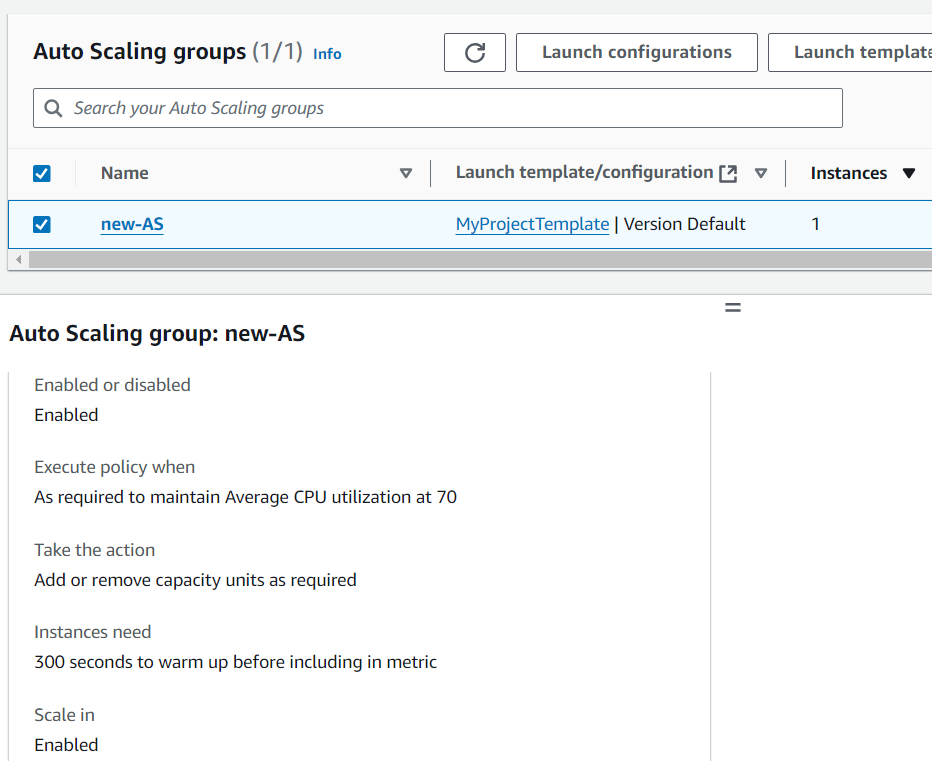 Auto Scaling groups (1/1) Info
Launch configurations
Launch template
Search your Auto Scaling groups
Name
Launch template/configuration
Instances
new-AS
MyProjectTemplate | Version Default
1
Auto Scaling group: new-AS
Enabled or disabled
Enabled
Execute policy when
As required to maintain Average CPU utilization at 70
Take the action
Add or remove capacity units as required
Instances need
300 seconds to warm up before including in metric
Scale in
Enabled